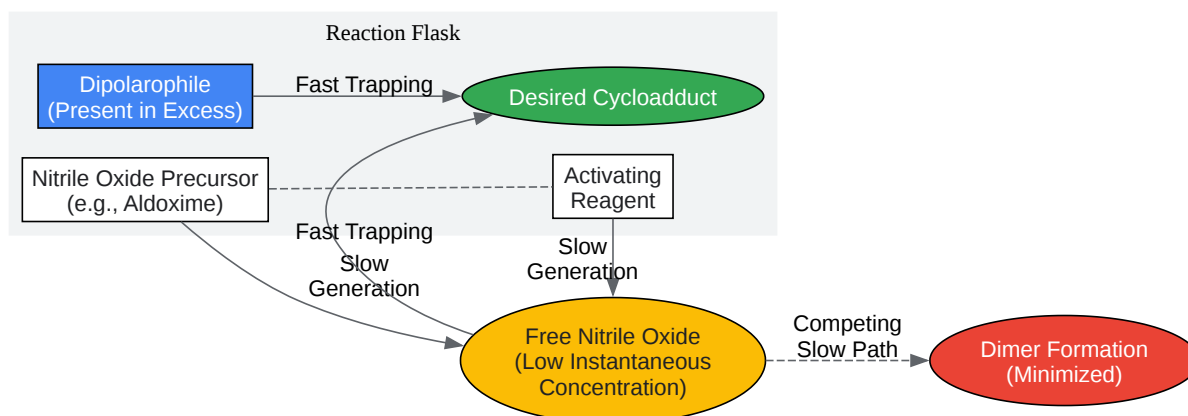 Reaction Flask
Dipolarophile
(Present in Excess)
Fast Trapping
Desired Cycloadduct
Nitrile Oxide Precursor
(e.g., Aldoxime)
Activating
Reagent
Fast Trapping
Slow
Generation
Slow
Generation
Free Nitrile Oxide
(Low Instantaneous
Concentration)
Competing
Slow Path
Dimer Formation
(Minimized)